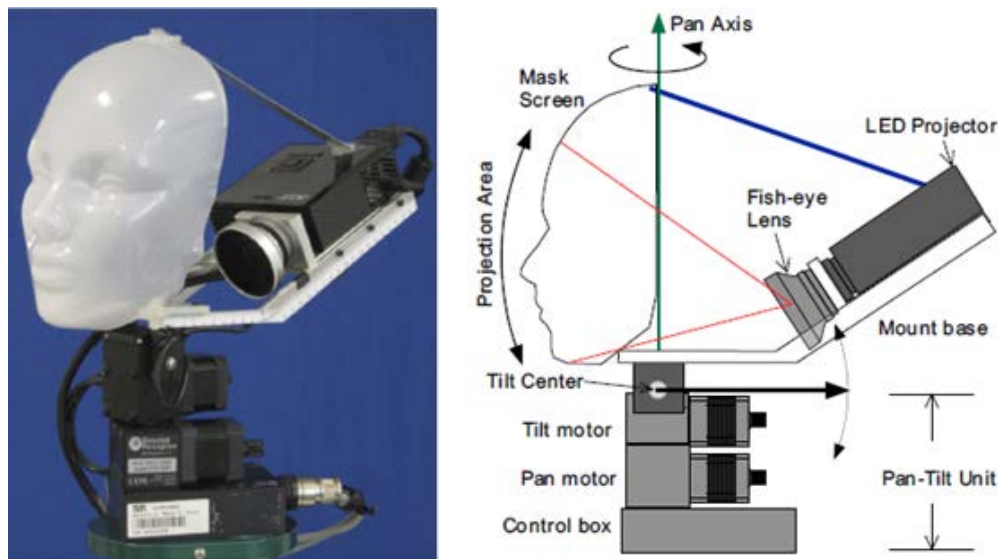 Pan Axis
Mask
Screen
LED Projector
Fish-eye
Lens
Projection Area
Mount base
Tilt Center
Tilt motor
Pan motor
Pan-Tilt Unit
Control box